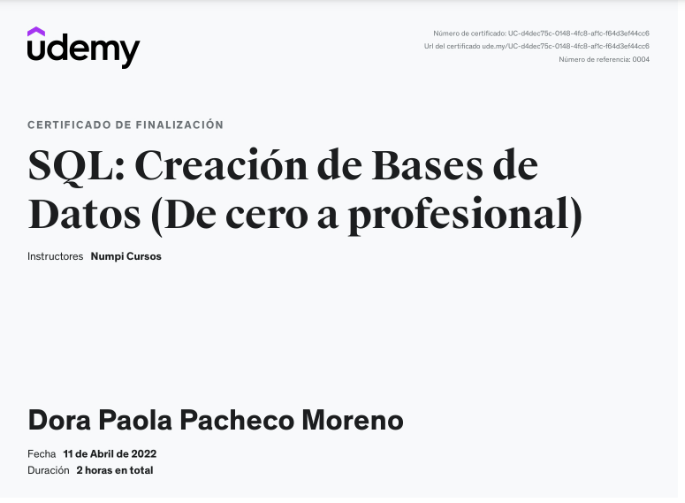 udemy
Número de certificado: UC-d4dec75c-0148-4fc8-af1c-f64d3ef44cc6
Url del certificado ude.my/UC-d4dec75c-0148-4fc8-af1c-f64d3ef44cc6
Número de referencia: 0004
CERTIFICADO DE FINALIZACIÓN
SQL: Creación de Bases de
Datos (De cero a profesional)
Instructores Numpi Cursos
Dora Paola Pacheco Moreno
Fecha 11 de Abril de 2022
Duración 2 horas en total